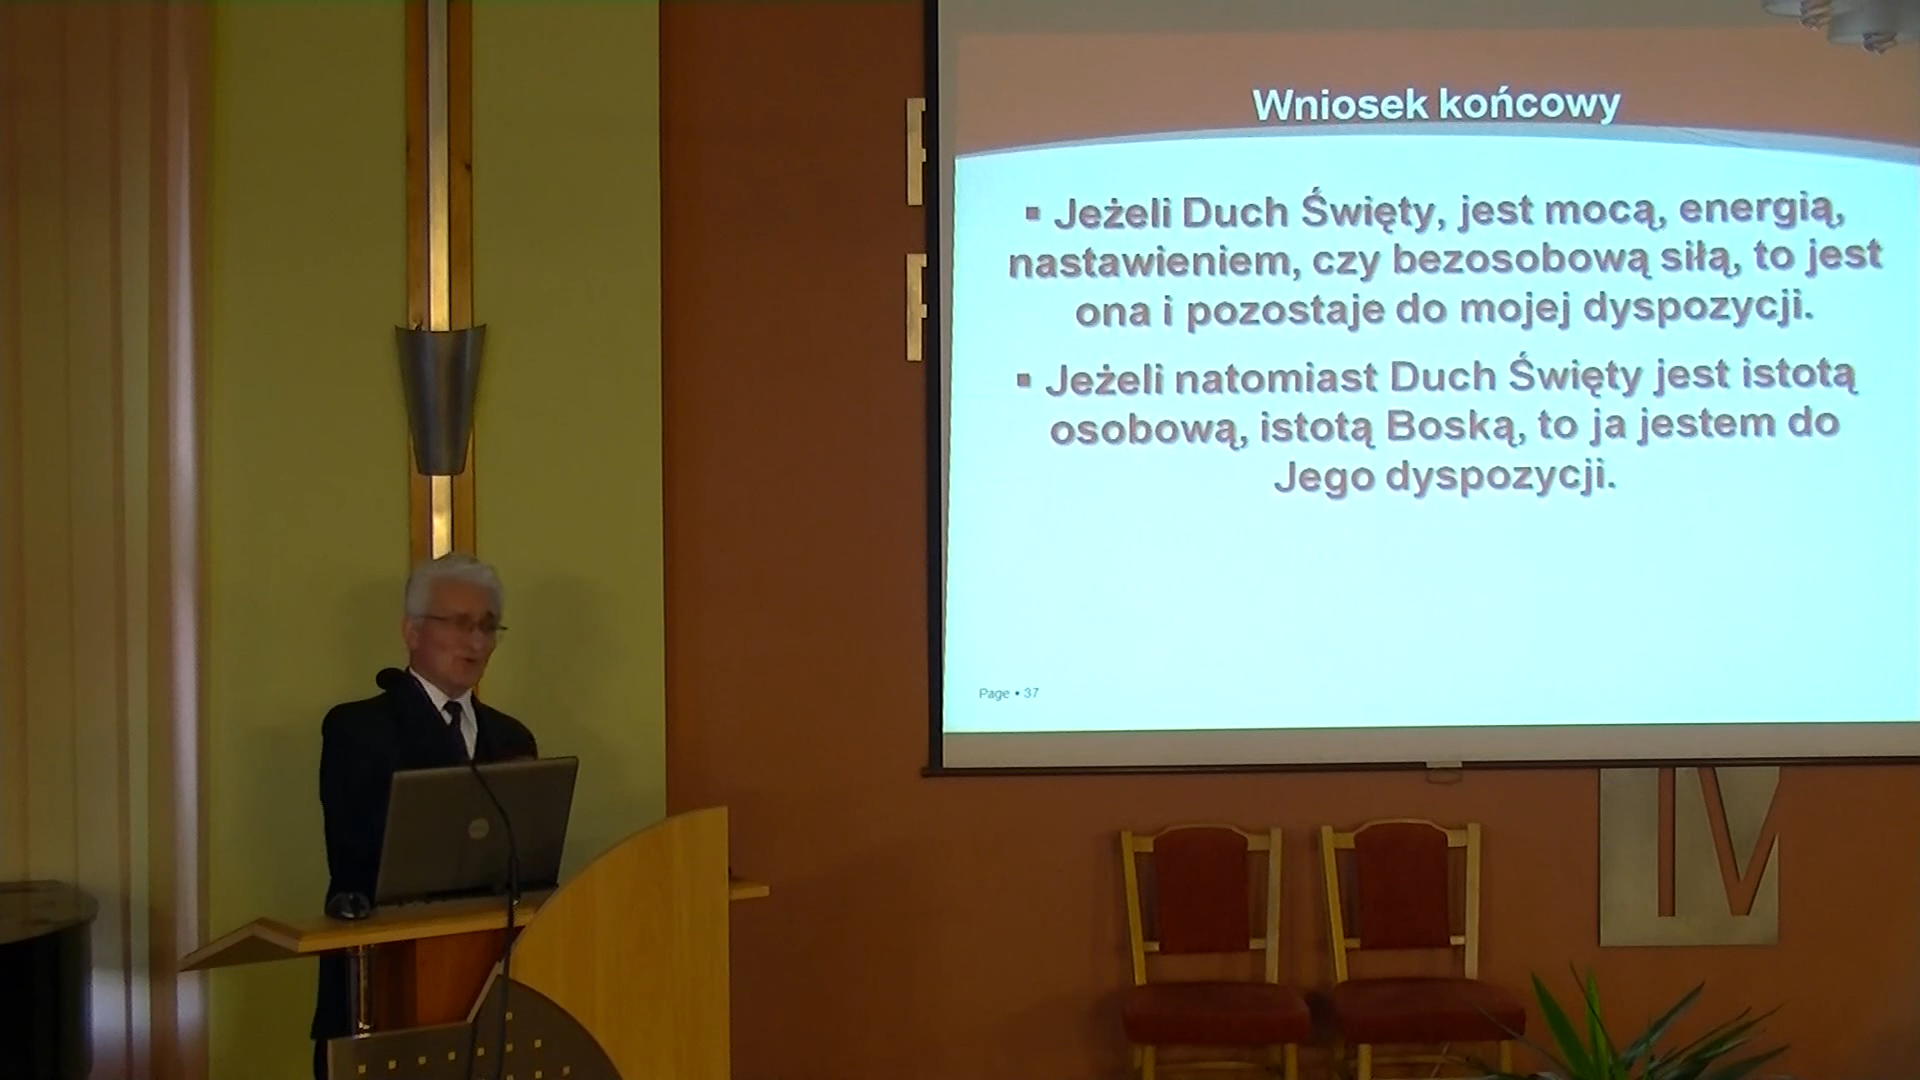 Wniosek końcowy
▪ Jeżeli Duch Święty, jest mocą, energią,
nastawieniem, czy bezosobową siłą, to jest
ona i pozostaje do mojej dyspozycji.
▪ Jeżeli natomiast Duch Święty jest istotą
osobową, istotą Boską, to ja jestem do
Jego dyspozycji.
Page ▪ 37
IV